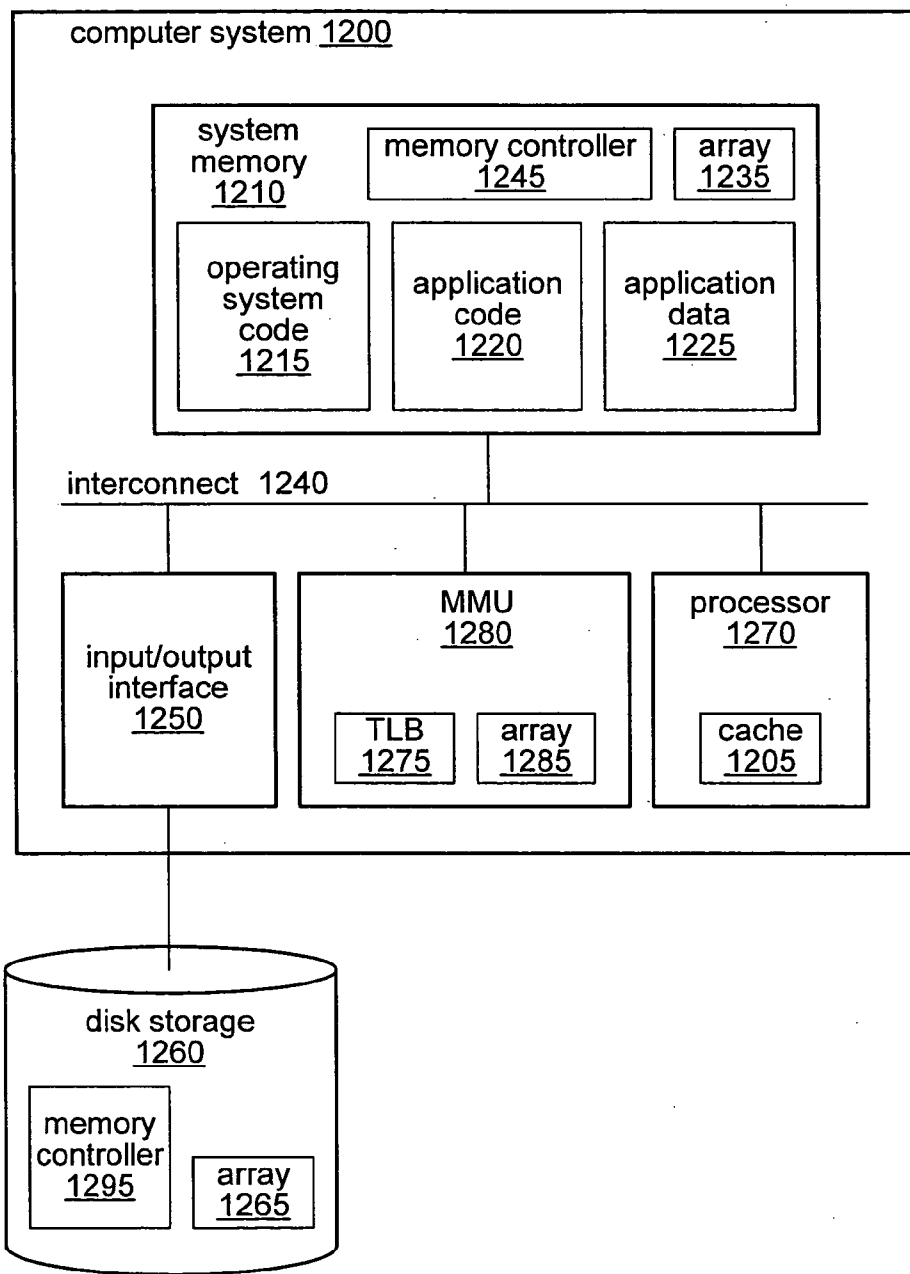 computer system 1200
system
memory
1210
memory controller
1245
array
1235
operating
system
code
1215
application
code
1220
application
data
1225
interconnect 1240
input/output
interface
1250
MMU
1280
TLB
1275
array
1285
processor
1270
cache
1205
disk storage
1260
memory
controller
1295
array
1265